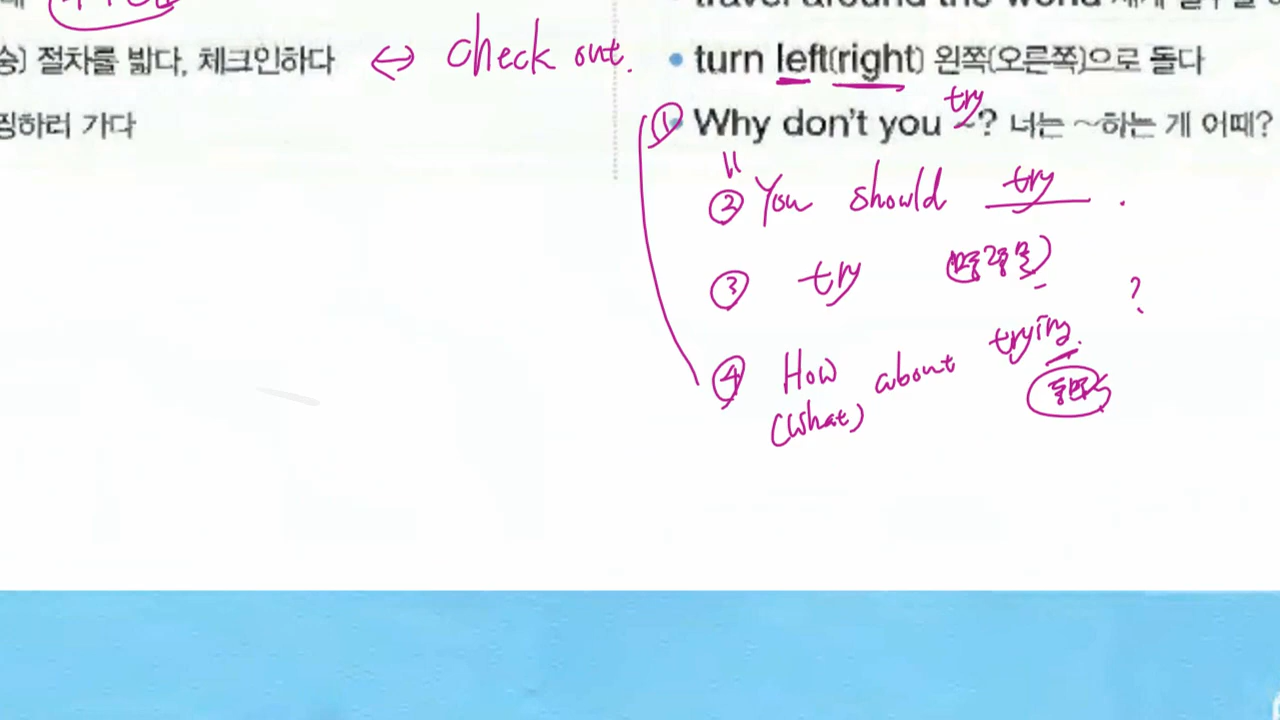 송) 절차를 밟다, 체크인하다 ↔ check out.
핑하러 가다
travel around the world
• turn left(right) 왼쪽(오른쪽)으로 돌다
① Why don't you ~? 너는 ~하는 게 어때?
try
② You should try .
③ try
④ How about trying ?
(What)